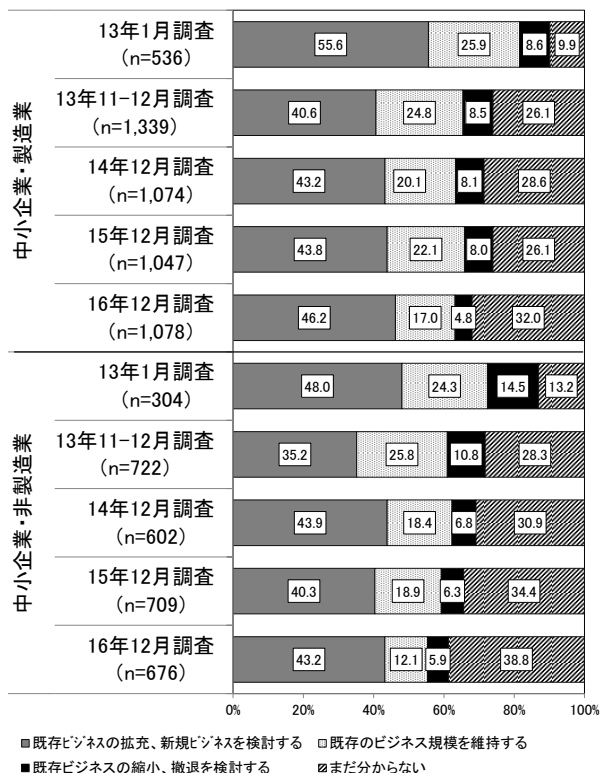 中小企業・製造業
13年1月調査
(n=536)
55.6 25.9 8.6 9.9
13年11-12月調査
(n=1,339)
40.6 24.8 8.5 26.1
14年12月調査
(n=1,074)
43.2 20.1 8.1 28.6
15年12月調査
(n=1,047)
43.8 22.1 8.0 26.1
16年12月調査
(n=1,078)
46.2 17.0 4.8 32.0
中小企業・非製造業
13年1月調査
(n=304)
48.0 24.3 14.5 13.2
13年11-12月調査
(n=722)
35.2 25.8 10.8 28.3
14年12月調査
(n=602)
43.9 18.4 6.8 30.9
15年12月調査
(n=709)
40.3 18.9 6.3 34.4
16年12月調査
(n=676)
43.2 12.1 5.9 38.8
0% 20% 40% 60% 80% 100%
既存ﾋﾞｼﾞﾈｽの拡充、新規ﾋﾞｼﾞﾈｽを検討する 既存のビジネス規模を維持する
既存ビジネスの縮小、撤退を検討する まだ分からない